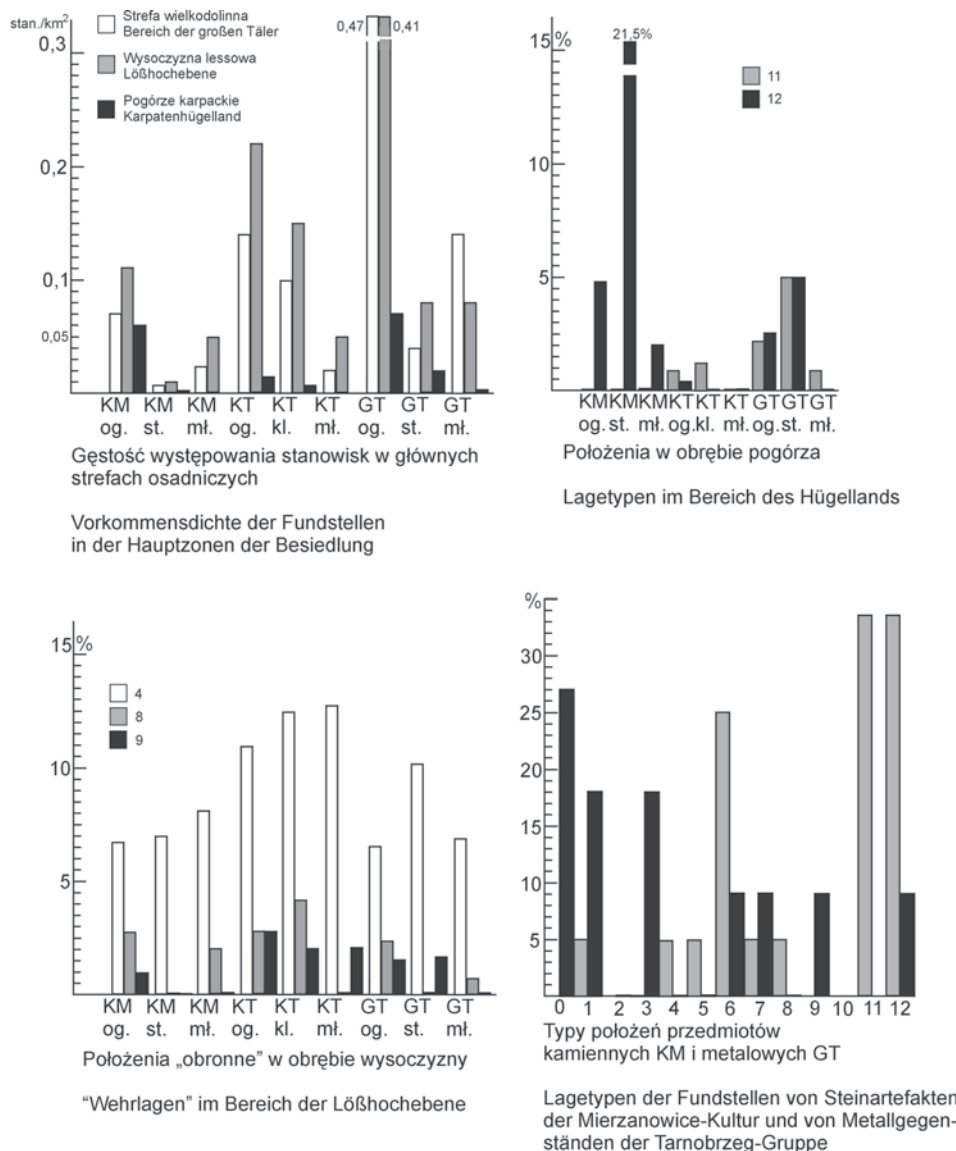 stan./km²
0,3
0,2
0,1
0,05
Strefa wielkodolinna
Bereich der großen Täler
Wysoczyzna lessowa
Lößhochebene
Pogórze karpackie
Karpatenhügelland
0,47
0,41
KM KM KM KT KT KT GT GT GT
og. st. mł. og. kl. mł. og. st. mł.
Gęstość występowania stanowisk w głównych
strefach osadniczych
Vorkommensdichte der Fundstellen
in der Hauptzonen der Besiedlung
15 %
10
5
21,5%
11
12
KM KM KM KT KT KT GT GT GT
og. st. mł. og. kl. mł. og. st. mł.
Położenia w obrębie pogórza
Lagetypen im Bereich des Hügellands
15 %
10
5
4
8
9
KM KM KM KT KT KT GT GT GT
og. st. mł. og. kl. mł. og. st. mł.
Położenia „obronne” w obrębie wysoczyzny
“Wehrlagen” im Bereich der Lößhochebene
%
30
25
20
15
10
5
0 1 2 3 4 5 6 7 8 9 10 11 12
Typy położeń przedmiotów
kamiennych KM i metalowych GT
Lagetypen der Fundstellen von Steinartefakten
der Mierzanowice-Kultur und von Metallgegen-
ständen der Tarnobrzeg-Gruppe